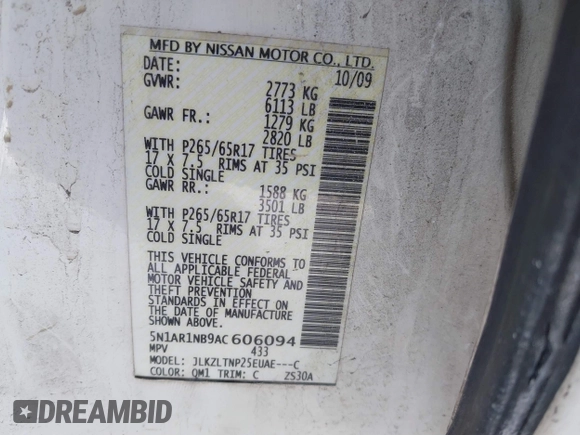 MFD BY NISSAN MOTOR CO., LTD.
DATE: 10/09
GVWR: 2773 KG
6113 LB
GAWR FR.: 1279 KG
2820 LB
WITH P265/65R17 TIRES
17 X 7.5 RIMS AT 35 PSI
COLD SINGLE
GAWR RR.: 1588 KG
3501 LB
WITH P265/65R17 TIRES
17 X 7.5 RIMS AT 35 PSI
COLD SINGLE
THIS VEHICLE CONFORMS TO
ALL APPLICABLE FEDERAL
MOTOR VEHICLE SAFETY AND
THEFT PREVENTION
STANDARDS IN EFFECT ON
THE DATE OF MANUFACTURE
SHOWN ABOVE.
5N1AR1NB9AC606094
MPV 433
MODEL: JLKZLTNP25EUAE---C
COLOR: QM1 TRIM: C ZS30A
DREAMBID
dreambid.com